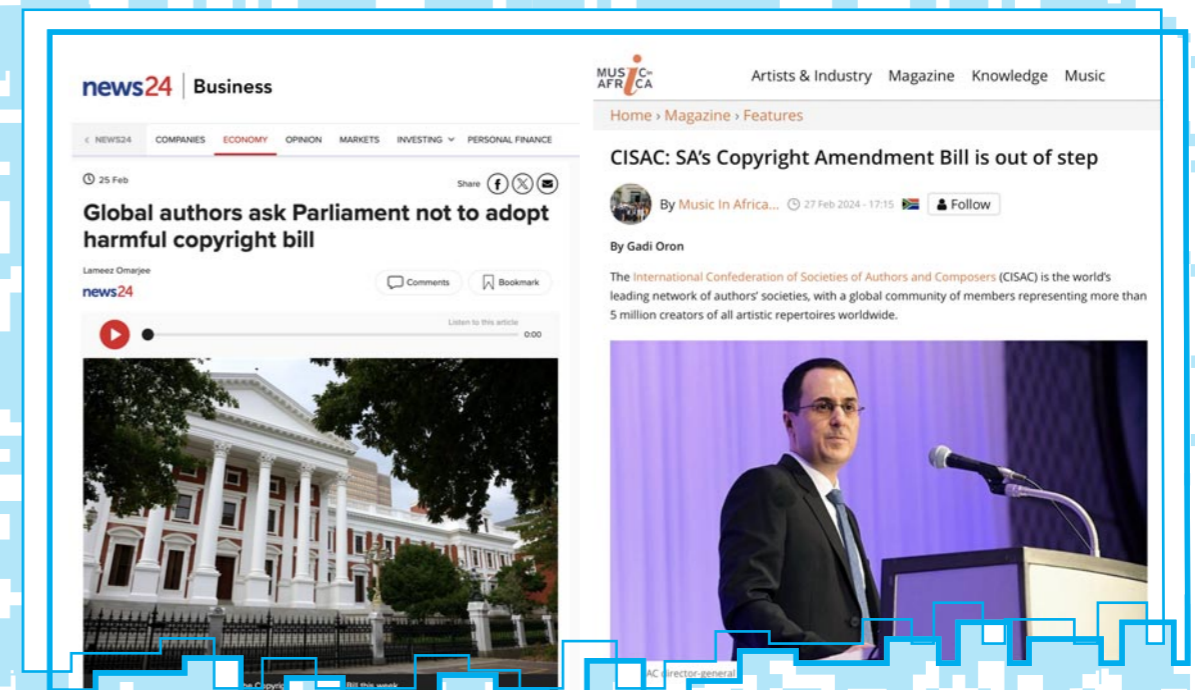 news24 | Business
< NEWS24 COMPANIES ECONOMY OPINION MARKETS INVESTING PERSONAL FINANCE
25 Feb
Share
Global authors ask Parliament not to adopt
harmful copyright bill
Lameez Omarjee
news24
Comments Bookmark
Listen to this article
0:00
Bill this week
MUSIC-
AFRICA
Artists & Industry Magazine Knowledge Music
Home › Magazine › Features
CISAC: SA's Copyright Amendment Bill is out of step
By Music In Africa... 27 Feb 2024 - 17:15 Follow
By Gadi Oron
The International Confederation of Societies of Authors and Composers (CISAC) is the world's
leading network of authors' societies, with a global community of members representing more than
5 million creators of all artistic repertoires worldwide.
director-general